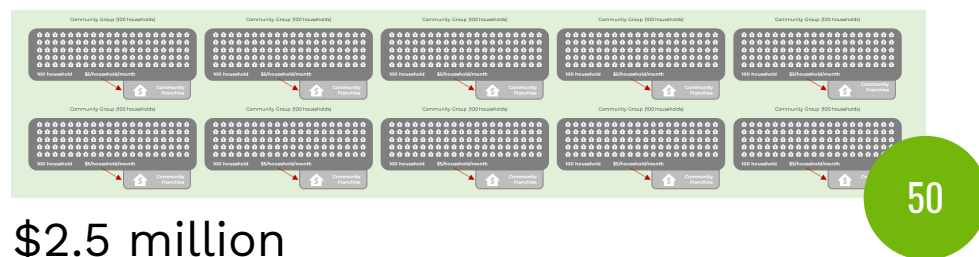 Community Group (100 households)
Community Group (100 households)
Community Group (100 households)
Community Group (100 households)
Community Group (100 households)
100 household $5/household/month
100 household $5/household/month
100 household $5/household/month
100 household $5/household/month
100 household $5/household/month
$ Community
Franchise
$ Community
Franchise
$ Community
Franchise
$ Community
Franchise
$ Community
Franchise
Community Group (100 households)
Community Group (100 households)
Community Group (100 households)
Community Group (100 households)
Community Group (100 households)
100 household $5/household/month
100 household $5/household/month
100 household $5/household/month
100 household $5/household/month
100 household $5/household/month
$ Community
Franchise
$ Community
Franchise
$ Community
Franchise
$ Community
Franchise
$
50
$2.5 million